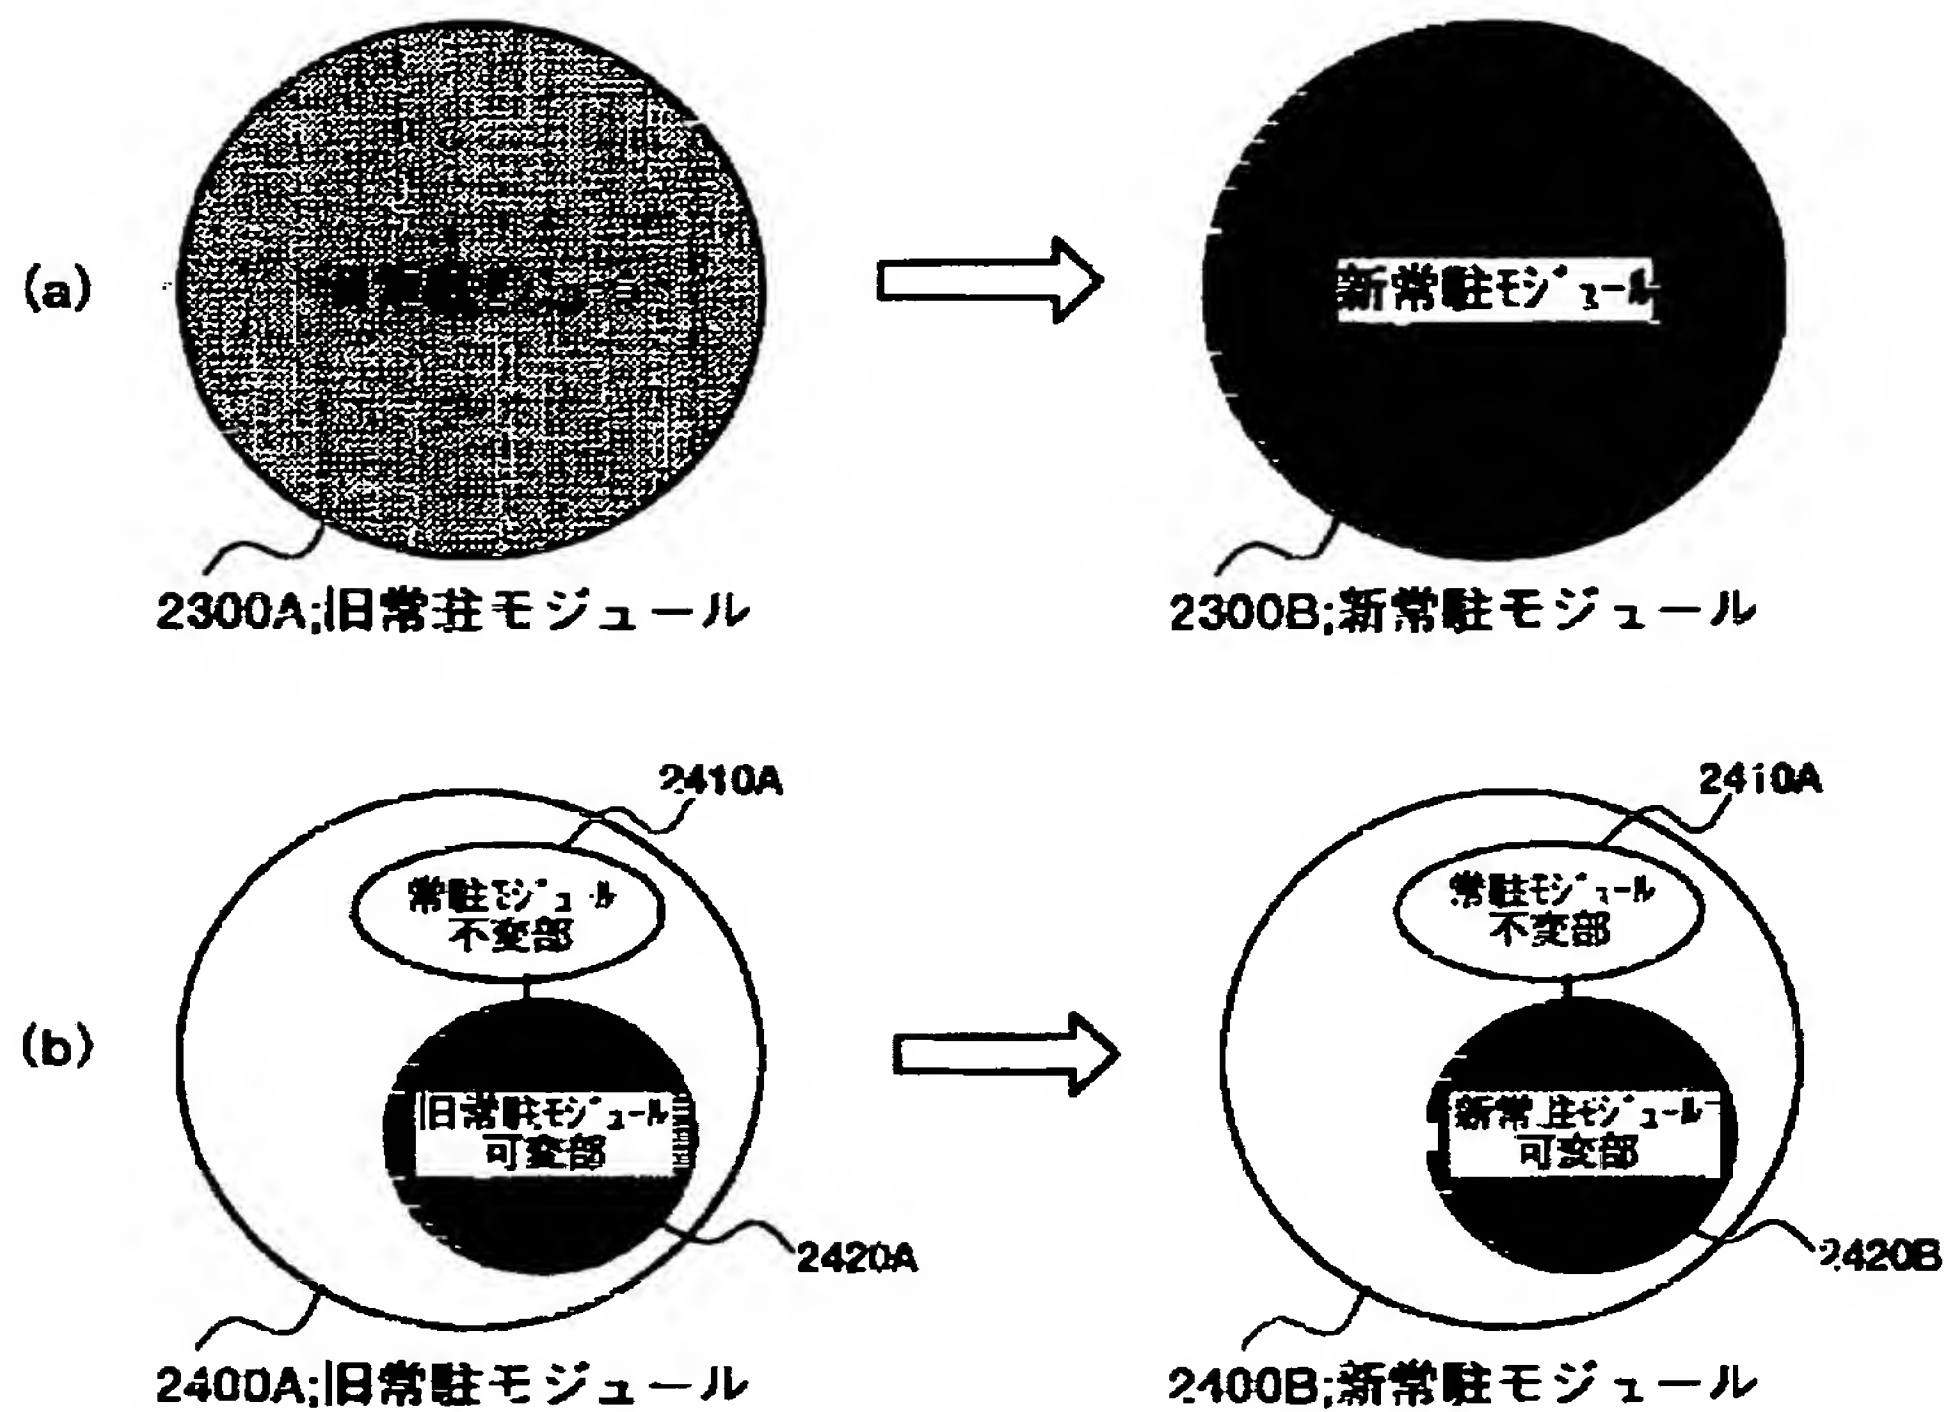 (a)
新常駐モジュール
2300A;旧常駐モジュール
2300B;新常駐モジュール
2410A
2410A
常駐モジュール
不変部
常駐モジュール
不変部
(b)
旧常駐モジュール
可変部
新常駐モジュール
可変部
2420A
2420B
2400A;旧常駐モジュール
2400B;新常駐モジュール